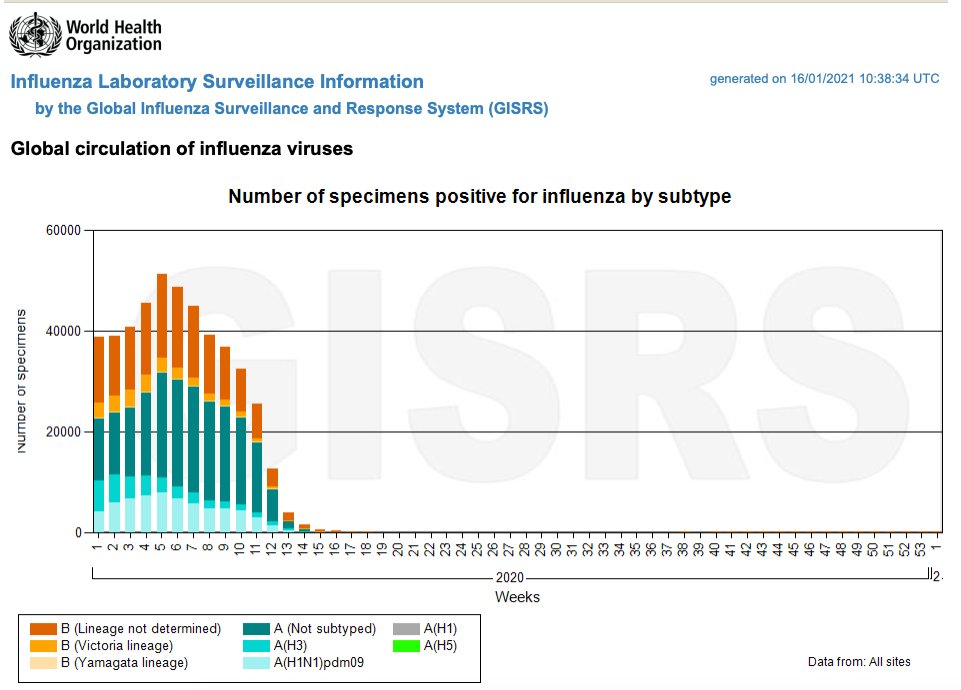 World Health
Organization
Influenza Laboratory Surveillance Information
generated on 16/01/2021 10:38:34 UTC
by the Global Influenza Surveillance and Response System (GISRS)
Global circulation of influenza viruses
Number of specimens positive for influenza by subtype
GISRS
Number of specimens
60000
40000
20000
0
1 2 3 4 5 6 7 8 9 10 11 12 13 14 15 16 17 18 19 20 21 22 23 24 25 26 27 28 29 30 31 32 33 34 35 36 37 38 39 40 41 42 43 44 45 46 47 48 49 50 51 52 53 1
2020 2
Weeks
B (Lineage not determined) A (Not subtyped) A(H1)
B (Victoria lineage) A(H3) A(H5)
B (Yamagata lineage) A(H1N1)pdm09
Data from: All sites